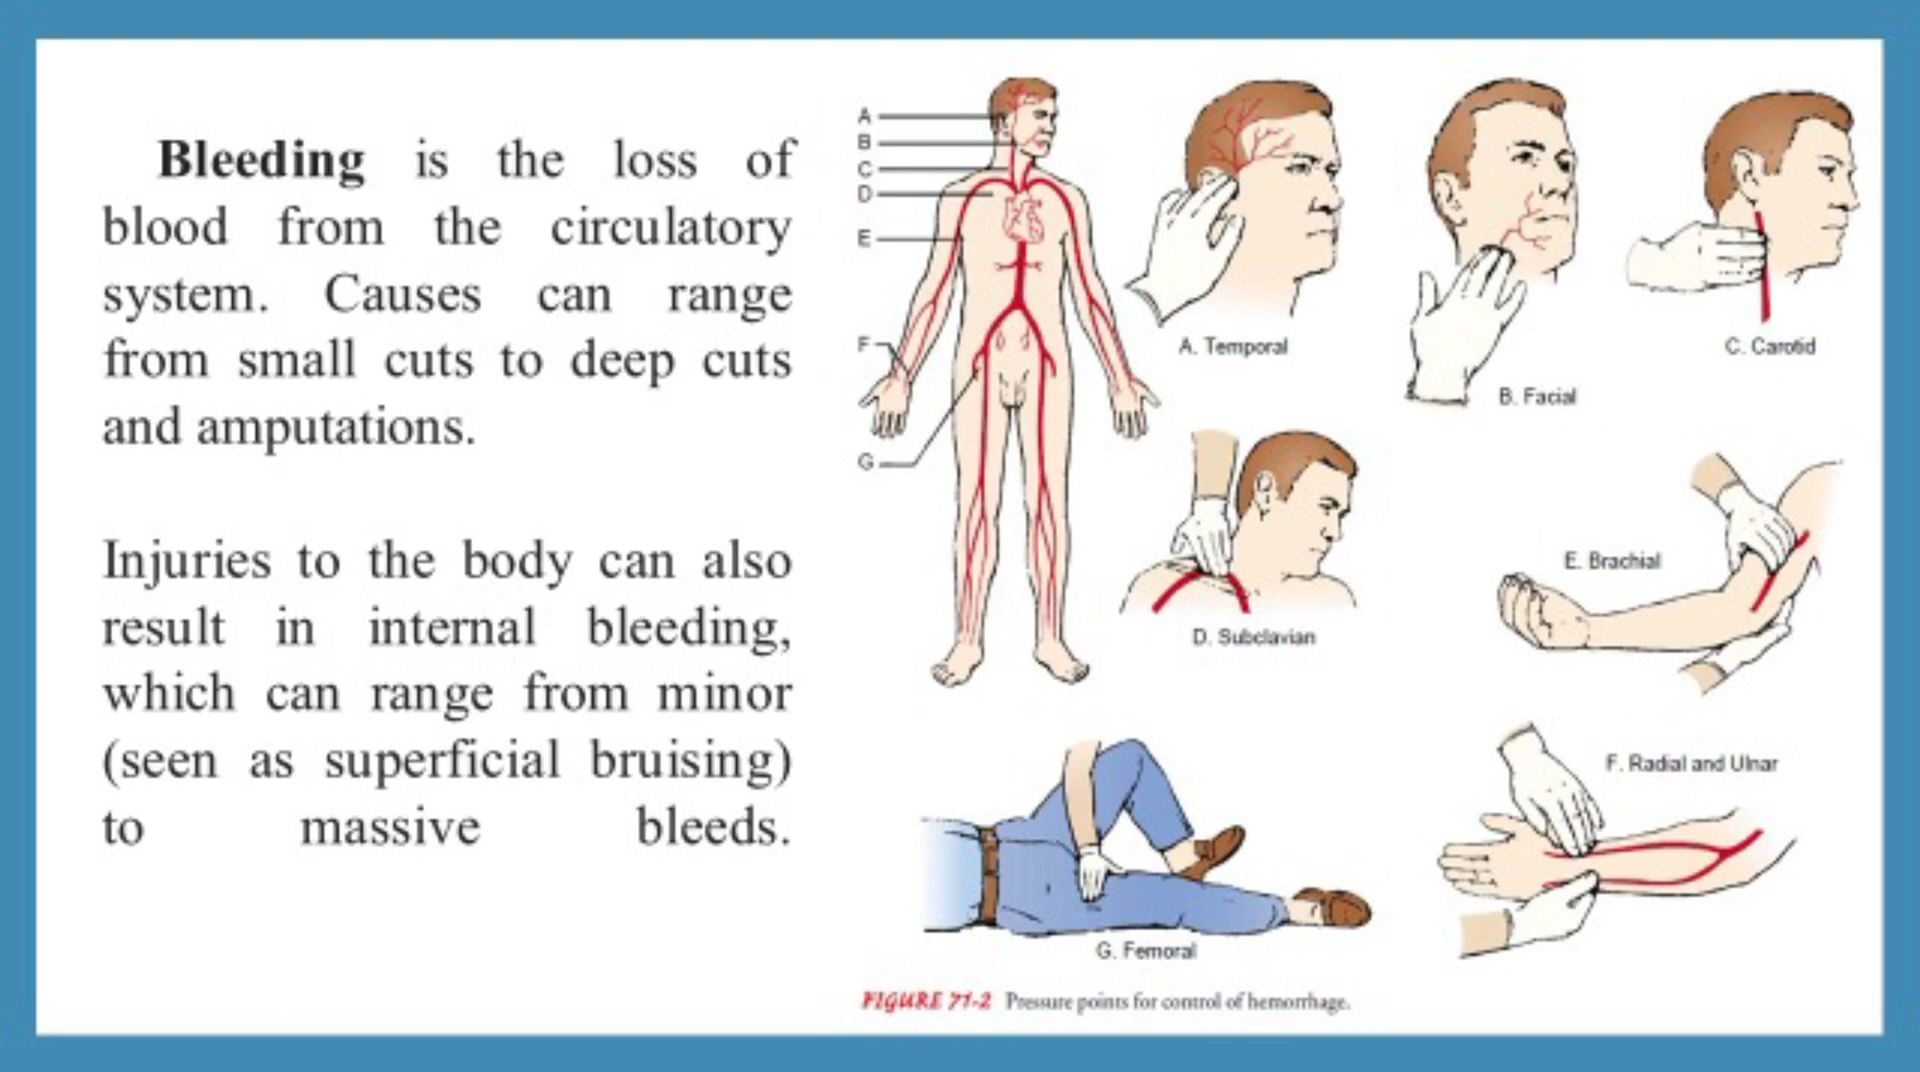 Bleeding is the loss of
blood from the circulatory
system. Causes can range
from small cuts to deep cuts
and amputations.
Injuries to the body can also
result in internal bleeding,
which can range from minor
(seen as superficial bruising)
to massive bleeds.
A
B
C
D
E
F
G
A. Temporal
B. Facial
C. Carotid
D. Subclavian
E. Brachial
F. Radial and Ulnar
G. Femoral
FIGURE 71-2 Pressure points for control of hemorrhage.